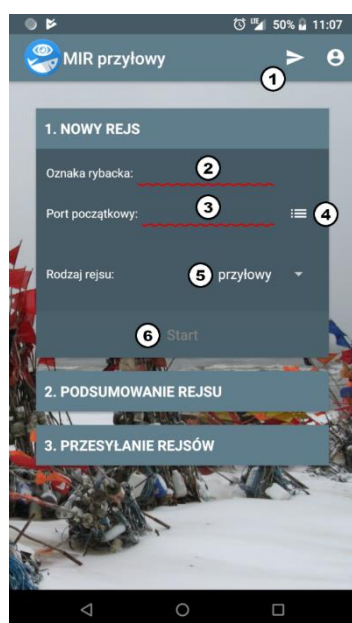 LTE 50% 11:07
MIR przyłowy
1
1. NOWY REJS
Oznaka rybacka: 2
Port początkowy: 3
4
Rodzaj rejsu: 5 przyłowy
6 Start
2. PODSUMOWANIE REJSU
3. PRZESYŁANIE REJSÓW